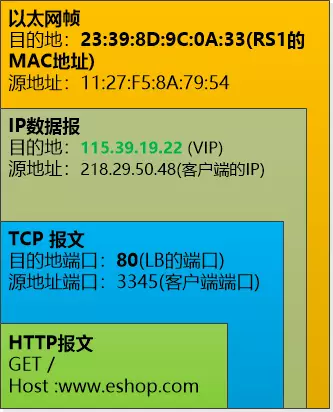 以太网帧
目的地：23:39:8D:9C:0A:33(RS1的
MAC地址)
源地址：11:27:F5:8A:79:54
IP数据报
目的地：115.39.19.22 (VIP)
源地址：218.29.50.48(客户端的IP)
TCP 报文
目的地端口：80(LB的端口)
源地址端口：3345(客户端端口)
HTTP报文
GET /
Host :www.eshop.com